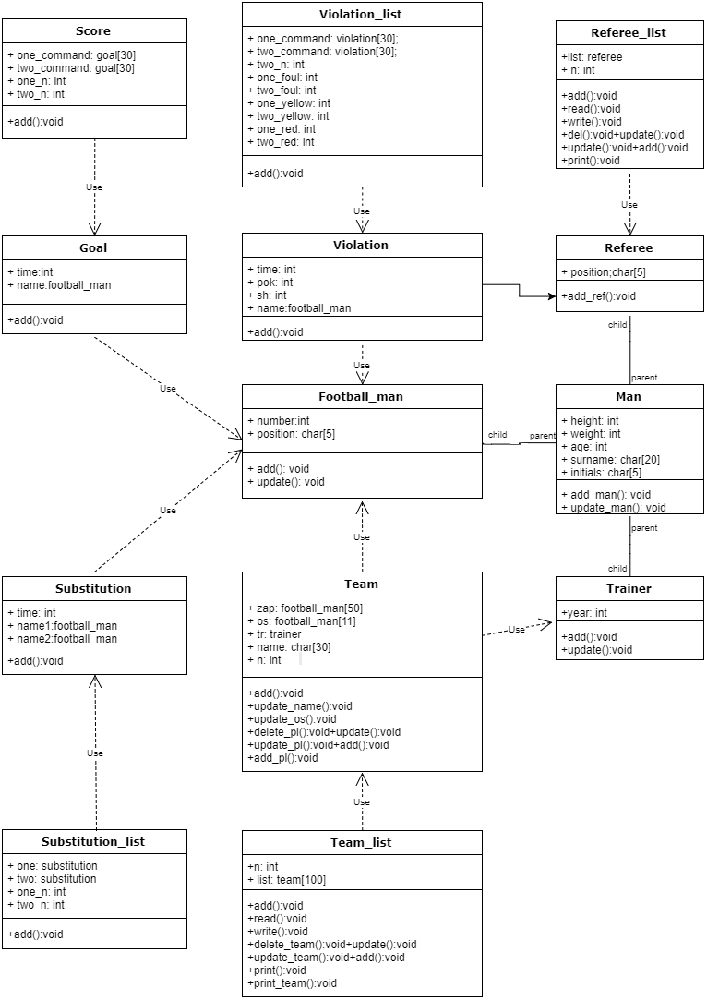 Score
+ one_command: goal[30]
+ two_command: goal[30]
+ one_n: int
+ two_n: int
+add():void
Use
Violation_list
+ one_command: violation[30];
+ two_command: violation[30];
+ two_n: int
+ one_foul: int
+ two_foul: int
+ one_yellow: int
+ two_yellow: int
+ one_red: int
+ two_red: int
+add():void
Use
Referee_list
+list: referee
+ n: int
+add():void
+read():void
+write():void
+del():void+update():void
+update():void+add():void
+print():void
Use
Goal
+ time:int
+ name:football_man
+add():void
Use
Violation
+ time: int
+ pok: int
+ sh: int
+ name:football_man
+add():void
Use
Referee
+ position;char[5]
+add_ref():void
child
parent
Football_man
+ number:int
+ position: char[5]
+ add(): void
+ update(): void
child
parent
Man
+ height: int
+ weight: int
+ age: int
+ surname: char[20]
+ initials: char[5]
+ add_man(): void
+ update_man(): void
parent
child
Use
Use
Substitution
+ time: int
+ name1:football_man
+ name2:football_man
+add():void
Use
Team
+ zap: football_man[50]
+ os: football_man[11]
+ tr: trainer
+ name: char[30]
+ n: int
+add():void
+update_name():void
+update_os():void
+delete_pl():void+update():void
+update_pl():void+add():void
+add_pl():void
Use
Trainer
+year: int
+add():void
+update():void
Use
Substitution_list
+ one: substitution
+ two: substitution
+ one_n: int
+ two_n: int
+add():void
Team_list
+n: int
+ list: team[100]
+add():void
+read():void
+write():void
+delete_team():void+update():void
+update_team():void+add():void
+print():void
+print_team():void